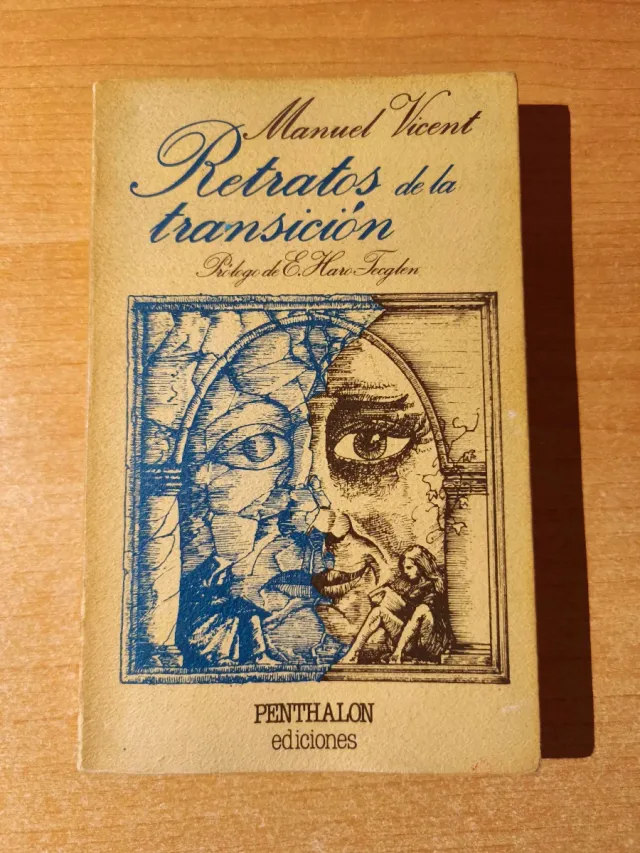 Manuel Vicent
Retratos de la
transición
Prólogo de E. Haro Tecglen
PENTHALON
ediciones